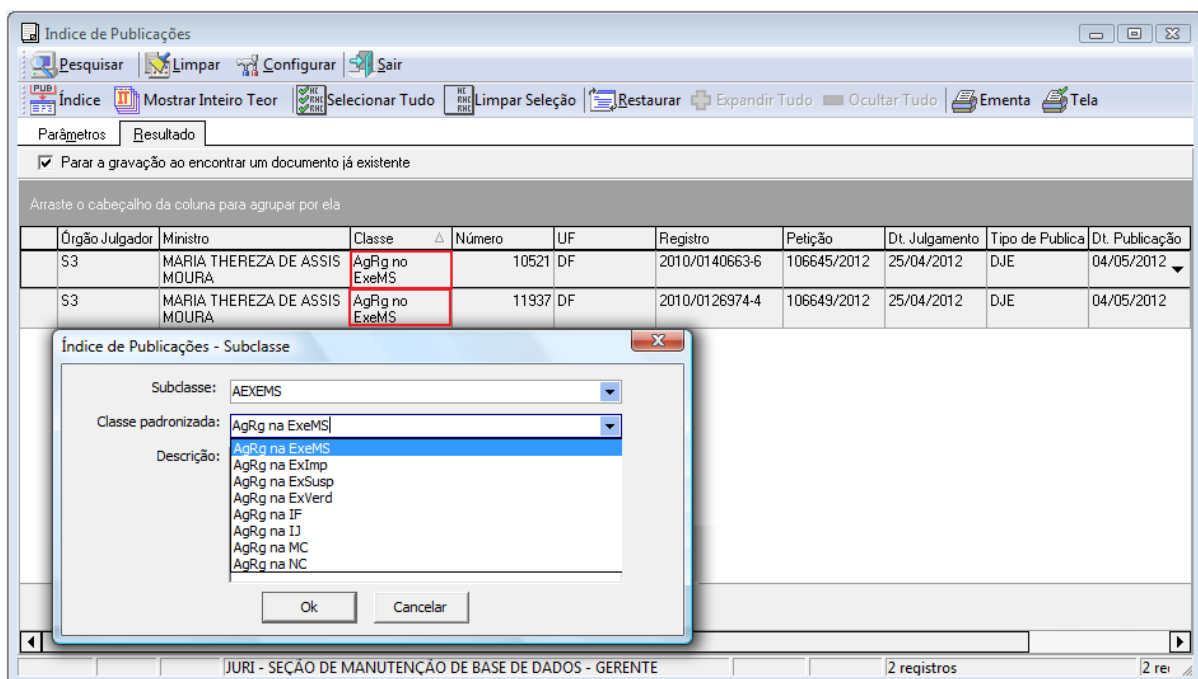 Indice de Publicações
Pesquisar Limpar Configurar Sair
PUB Índice Mostrar Inteiro Teor Selecionar Tudo Limpar Seleção Restaurar Expandir Tudo Ocultar Tudo Ementa Tela
Parâmetros Resultado
Parar a gravação ao encontrar um documento já existente
Arraste o cabeçalho da coluna para agrupar por ela
Órgão Julgador Ministro Classe Número UF Registro Petição Dt. Julgamento Tipo de Publica Dt. Publicação
S3 MARIA THEREZA DE ASSIS AgRg no 10521 DF 2010/0140663-6 106645/2012 25/04/2012 DJE 04/05/2012
MOURA ExeMS
S3 MARIA THEREZA DE ASSIS AgRg no 11937 DF 2010/0126974-4 106649/2012 25/04/2012 DJE 04/05/2012
MOURA ExeMS
Índice de Publicações - Subclasse
Subclasse: AEXEMS
Classe padronizada: AgRg na ExeMS
Descrição: AgRg na ExeMS
AgRg na ExImp
AgRg na ExSusp
AgRg na ExVerd
AgRg na IF
AgRg na IJ
AgRg na MC
AgRg na NC
Ok Cancelar
JURI - SEÇÃO DE MANUTENÇÃO DE BASE DE DADOS - GERENTE 2 registros 2 re